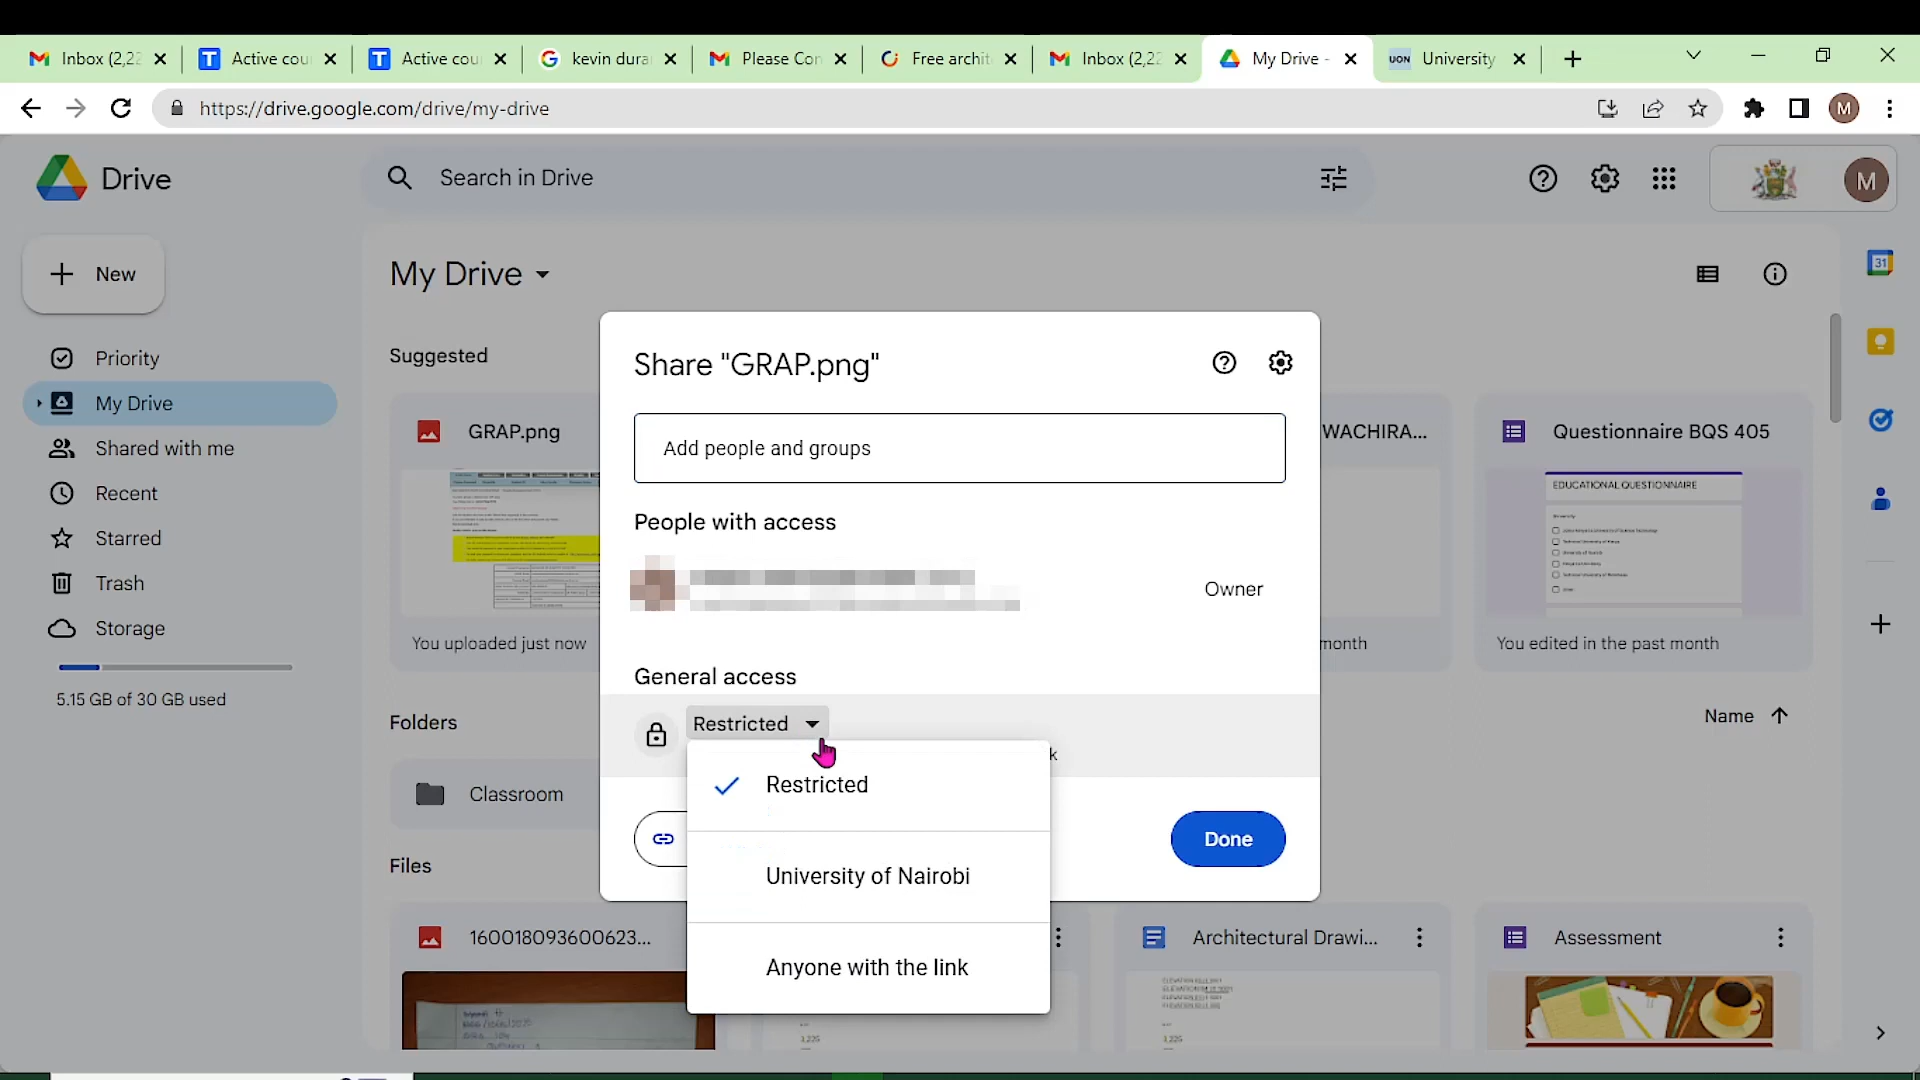 Inbox (2,22
Active cou
Active cou
kevin dura
Please Con
Free archit
Inbox (2,22
My Drive -
UON University
https://drive.google.com/drive/my-drive
M
Drive
Search in Drive
M
New
My Drive
31
Priority
My Drive
Shared with me
Recent
Starred
Trash
Storage
5.15 GB of 30 GB used
Suggested
GRAP.png
WACHIRA...
Questionnaire BQS 405
EDUCATIONAL QUESTIONNAIRE
You uploaded just now
month
You edited in the past month
Share "GRAP.png"
Add people and groups
People with access
Owner
General access
Restricted
k
Restricted
University of Nairobi
Anyone with the link
Done
Folders
Name
Classroom
Files
160018093600623...
Architectural Drawi...
Assessment